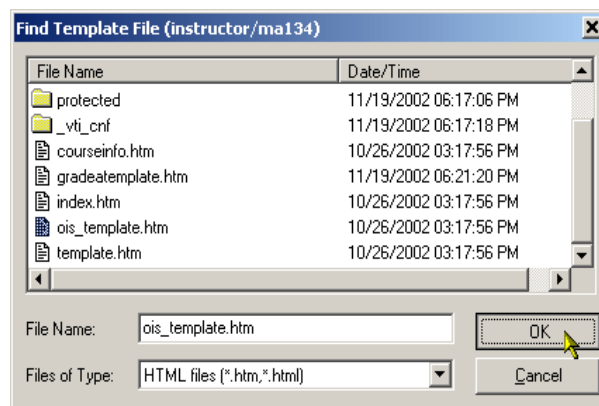 Find Template File (instructor/ma134)
File Name Date/Time
protected 11/19/2002 06:17:06 PM
_vti_cnf 11/19/2002 06:17:18 PM
courseinfo.htm 10/26/2002 03:17:56 PM
gradeatemplate.htm 11/19/2002 06:21:20 PM
index.htm 10/26/2002 03:17:56 PM
ois_template.htm 10/26/2002 03:17:56 PM
template.htm 10/26/2002 03:17:56 PM
File Name: ois_template.htm OK
Files of Type: HTML files (*.htm,*.html) Cancel